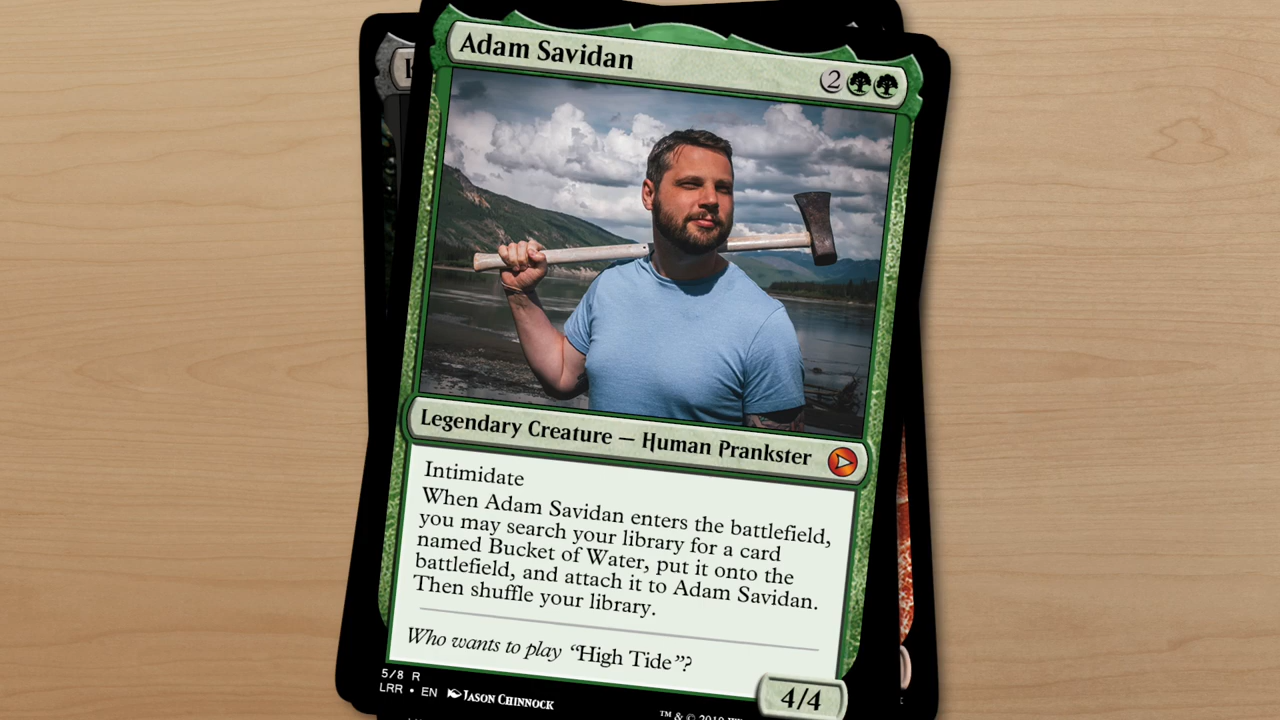 Adam Savidan
2
Legendary Creature — Human Prankster
Intimidate
When Adam Savidan enters the battlefield,
you may search your library for a card
named Bucket of Water, put it onto the
battlefield, and attach it to Adam Savidan.
Then shuffle your library.
Who wants to play “High Tide”?
5/8 R
LRR • EN JASON CHINNOCK
4/4